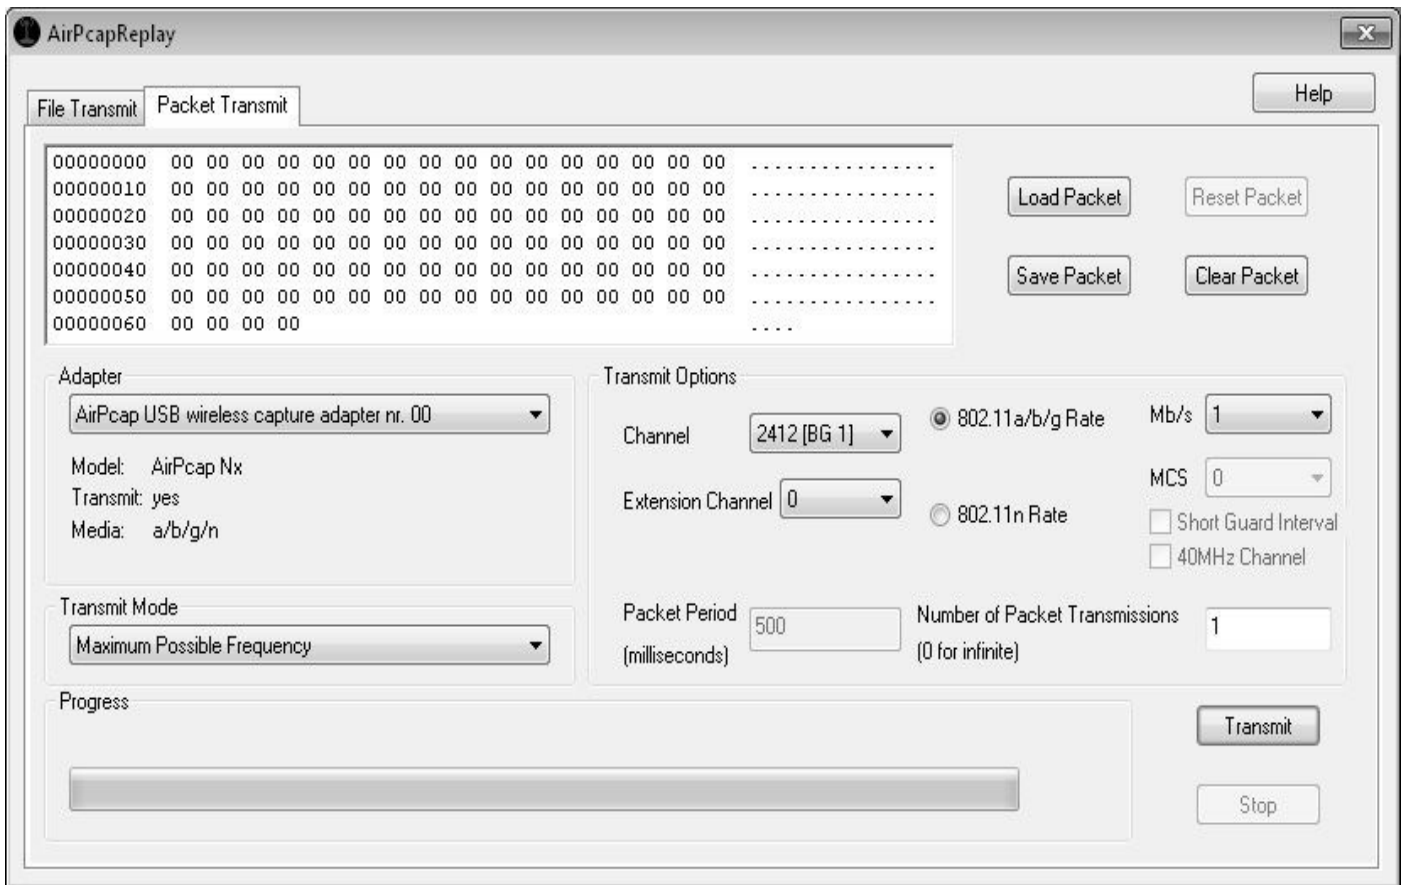 AirPcapReplay
Help
File Transmit
Packet Transmit
00000000 00 00 00 00 00 00 00 00 00 00 00 00 00 00 00 00 ................
00000010 00 00 00 00 00 00 00 00 00 00 00 00 00 00 00 00 ................
00000020 00 00 00 00 00 00 00 00 00 00 00 00 00 00 00 00 ................
00000030 00 00 00 00 00 00 00 00 00 00 00 00 00 00 00 00 ................
00000040 00 00 00 00 00 00 00 00 00 00 00 00 00 00 00 00 ................
00000050 00 00 00 00 00 00 00 00 00 00 00 00 00 00 00 00 ................
00000060 00 00 00 00 ....
Load Packet
Reset Packet
Save Packet
Clear Packet
Adapter
AirPcap USB wireless capture adapter nr. 00
Model: AirPcap Nx
Transmit: yes
Media: a/b/g/n
Transmit Mode
Maximum Possible Frequency
Transmit Options
Channel 2412 [BG 1]
Extension Channel 0
802.11a/b/g Rate
802.11n Rate
Mb/s 1
MCS 0
Short Guard Interval
40MHz Channel
Packet Period
(milliseconds)
500
Number of Packet Transmissions
(0 for infinite)
1
Progress
Transmit
Stop